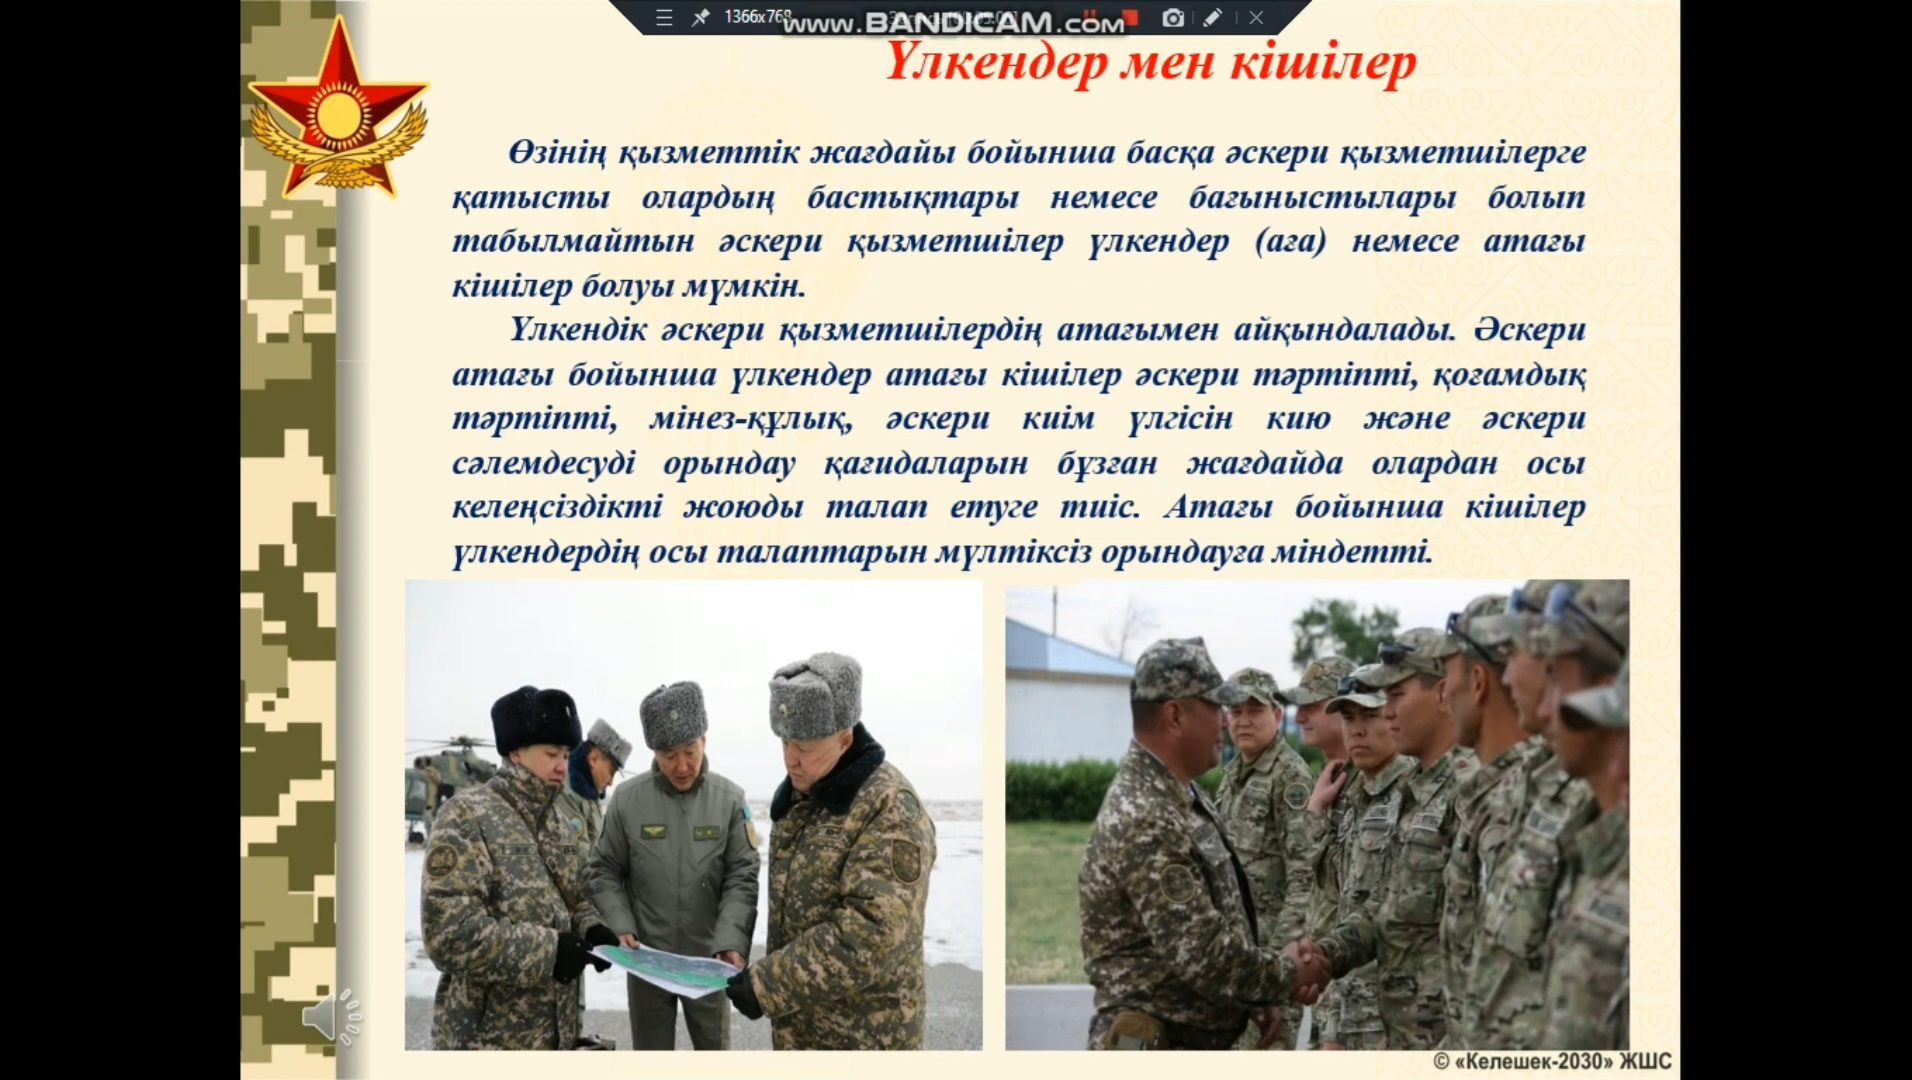 1366x768
www.BANDICAM.com
Үлкендер мен кішілер
Өзінің қызметтік жағдайы бойынша басқа әскери қызметшілерге
қатысты олардың бастықтары немесе бағыныстылары болып
табылмайтын әскери қызметшілер үлкендер (аға) немесе атағы
кішілер болуы мүмкін.
Үлкендік әскери қызметшілердің атағымен айқындалады. Әскери
атағы бойынша үлкендер атағы кішілер әскери тәртіпті, қоғамдық
тәртіпті, мінез-құлық, әскери киім үлгісін кию және әскери
сәлемдесуді орындау қағидаларын бұзған жағдайда олардан осы
келеңсіздікті жоюды талап етуге тиіс. Атағы бойынша кішілер
үлкендердің осы талаптарын мүлтіксіз орындауға міндетті.
© «Келешек-2030» ЖШС